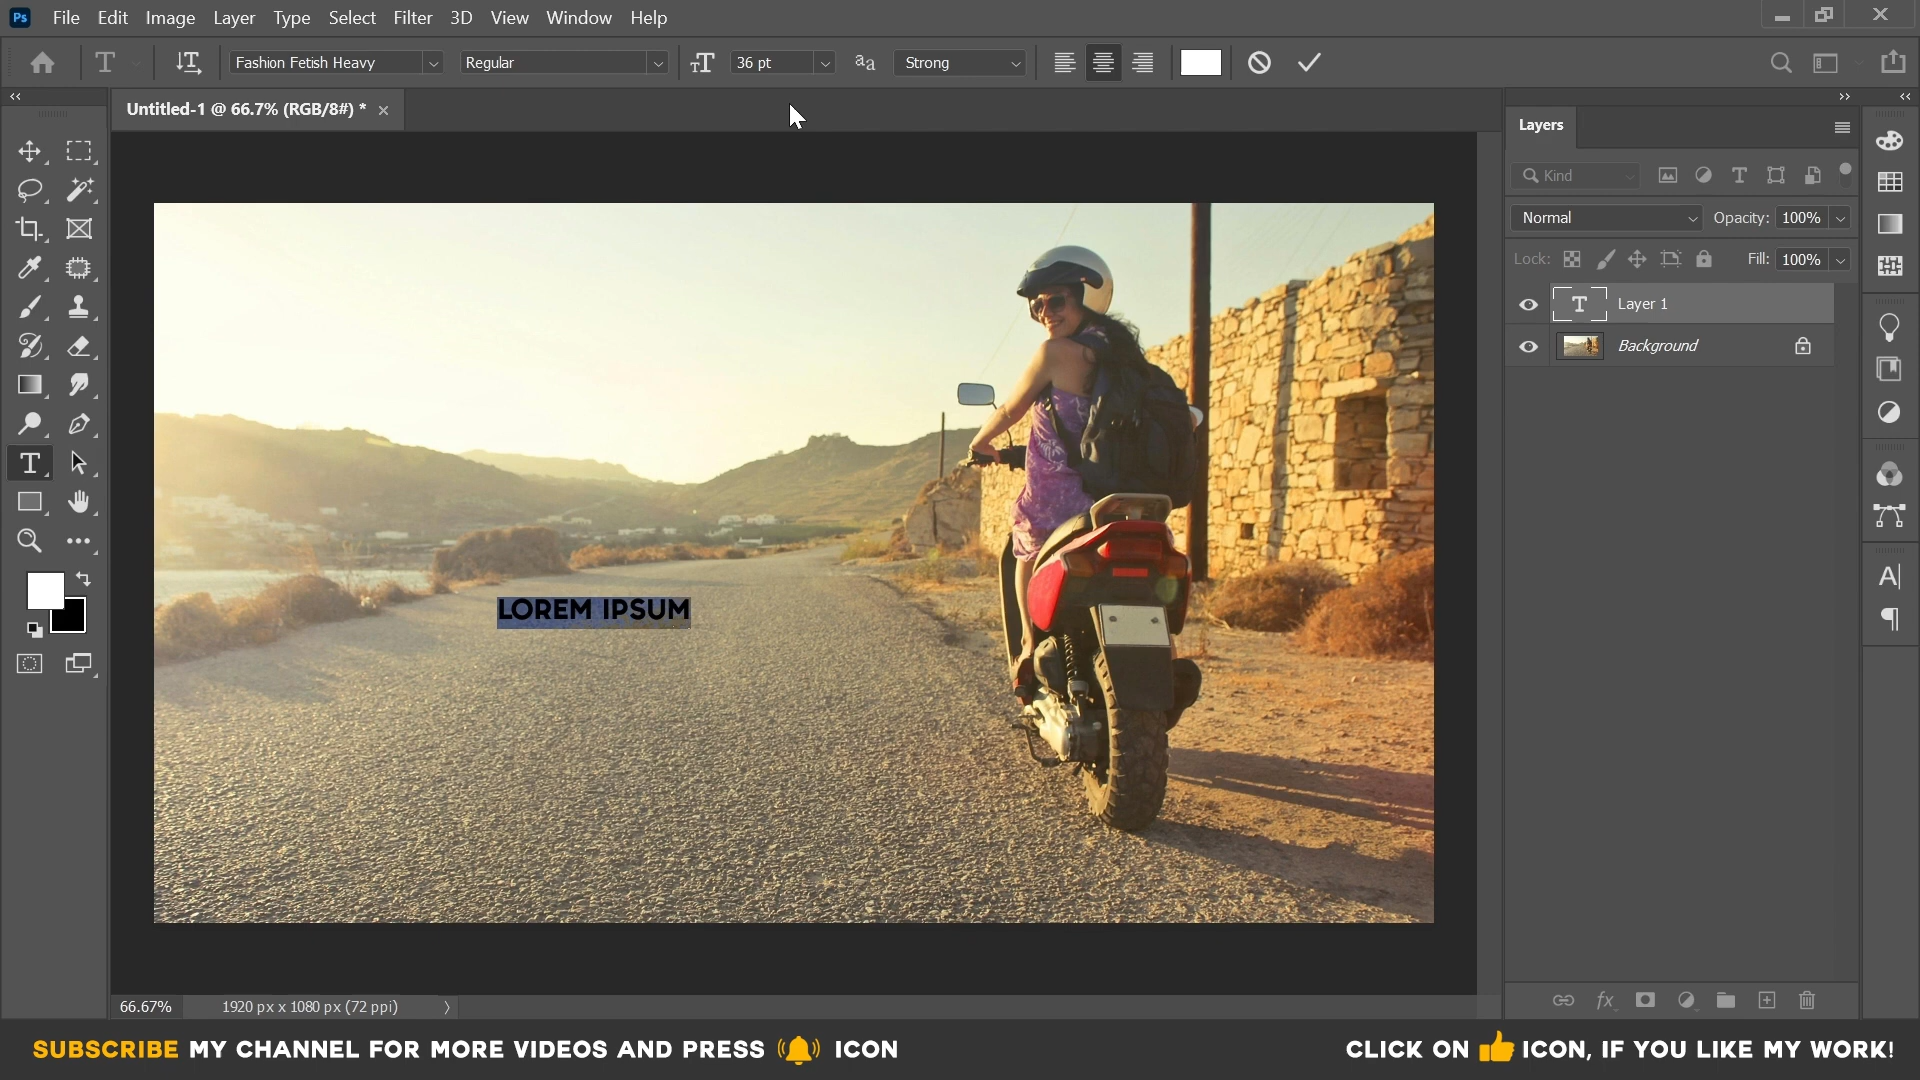 Ps File Edit Image Layer Type Select Filter 3D View Window Help
Fashion Fetish Heavy Regular 36 pt Strong
Untitled-1 @ 66.7% (RGB/8#) *
Layers
Kind
Normal Opacity: 100%
Lock: Fill: 100%
Layer 1
Background
LOREM IPSUM
66.67% 1920 px x 1080 px (72 ppi)
SUBSCRIBE MY CHANNEL FOR MORE VIDEOS AND PRESS ICON
CLICK ON ICON, IF YOU LIKE MY WORK!